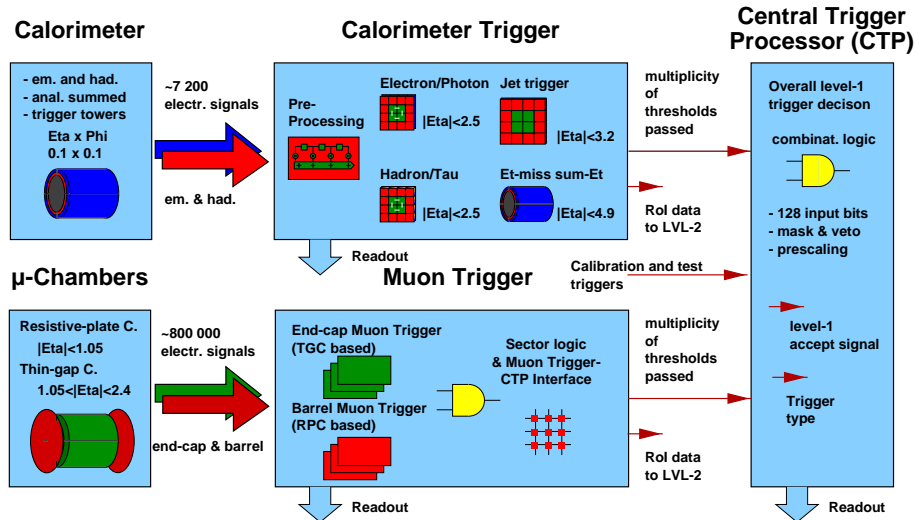 Calorimeter
- em. and had.
- anal. summed
- trigger towers
Eta x Phi
0.1 x 0.1
~7 200
electr. signals
em. & had.
Calorimeter Trigger
Pre-
Processing
Electron/Photon
|Eta|<2.5
Jet trigger
|Eta|<3.2
Hadron/Tau
|Eta|<2.5
Et-miss sum-Et
|Eta|<4.9
Readout
multiplicity
of
thresholds
passed
RoI data
to LVL-2
Calibration and test
triggers
Central Trigger
Processor (CTP)
Overall level-1
trigger decison
combinat. logic
- 128 input bits
- mask & veto
- prescaling
level-1
accept signal
Trigger
type
Readout
µ-Chambers
Resistive-plate C.
|Eta|<1.05
Thin-gap C.
1.05<|Eta|<2.4
~800 000
electr. signals
end-cap & barrel
Muon Trigger
End-cap Muon Trigger
(TGC based)
Barrel Muon Trigger
(RPC based)
Sector logic
& Muon Trigger-
CTP Interface
Readout
multiplicity
of
thresholds
passed
RoI data
to LVL-2